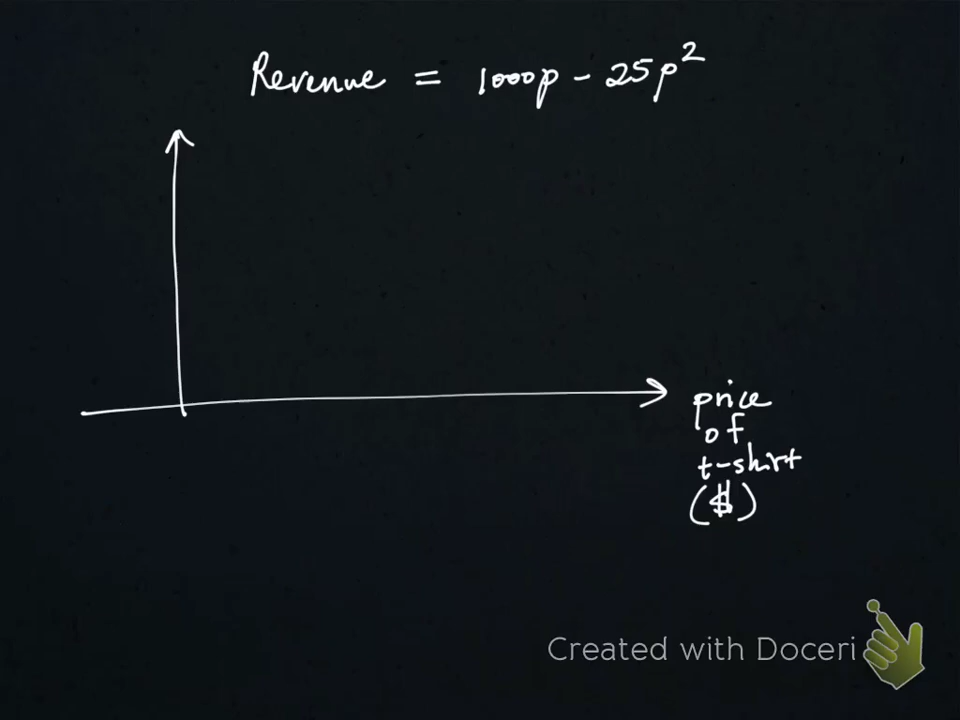 Revenue = 1000p - 25p²
price
of
t-shirt
($)
Created with Doceri